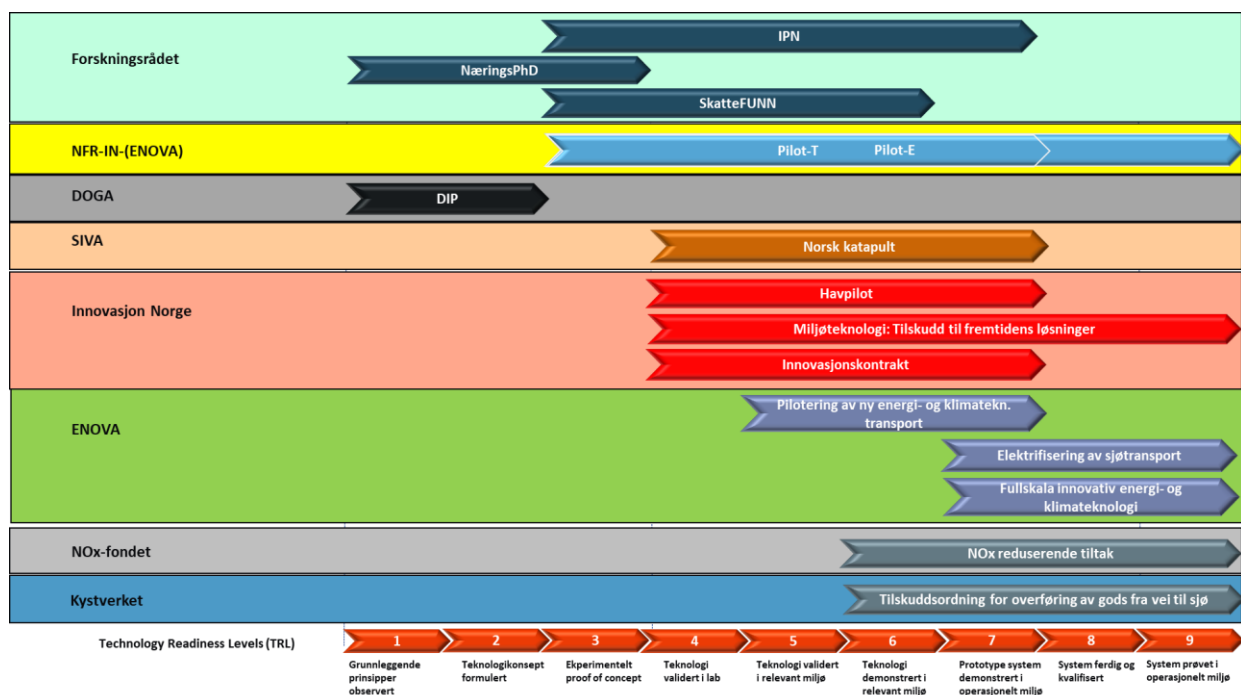 Forskningsrådet
IPN
NæringsPhD
SkatteFUNN
NFR-IN-(ENOVA)
Pilot-T Pilot-E
DOGA
DIP
SIVA
Norsk katapult
Innovasjon Norge
Havpilot
Miljøteknologi: Tilskudd til fremtidens løsninger
Innovasjonskontrakt
ENOVA
Pilotering av ny energi- og klimatekn.
transport
Elektrifisering av sjøtransport
Fullskala innovativ energi- og
klimateknologi
NOx-fondet
NOx reduserende tiltak
Kystverket
Tilskuddsordning for overføring av gods fra vei til sjø
Technology Readiness Levels (TRL)
1 2 3 4 5 6 7 8 9
Grunnleggende
prinsipper
observert
Teknologikonsept
formulert
Ekperimentelt
proof of concept
Teknologi
validert i lab
Teknologi validert
i relevant miljø
Teknologi
demonstrert i
relevant miljø
Prototype system
demonstrert i
operasjonelt miljø
System ferdig og
kvalifisert
System prøvet i
operasjonelt miljø